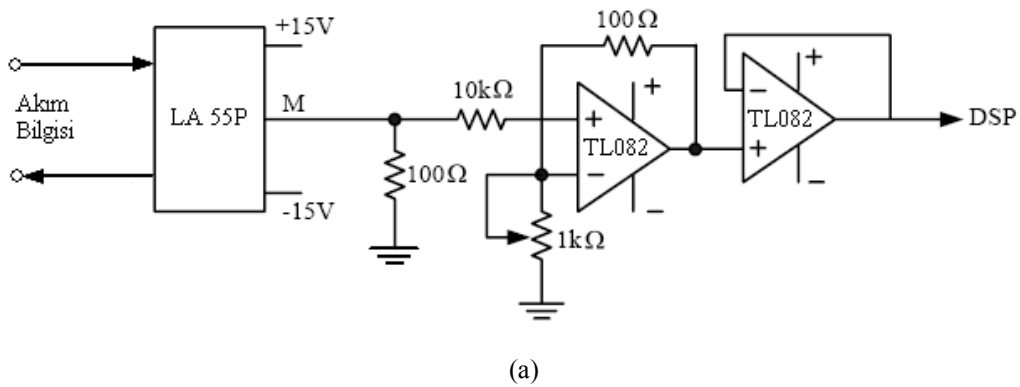 +15V
100Ω
Akım
Bilgisi
LA 55P
M
10kΩ
+
TL082
+
-
-
TL082
+
-
+
-
DSP
100Ω
-15V
1kΩ
(a)